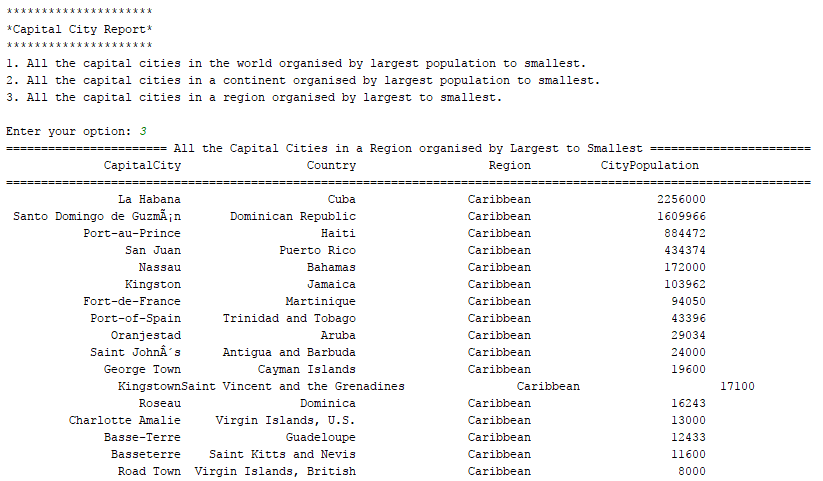 *********************
*Capital City Report*
*********************
1. All the capital cities in the world organised by largest population to smallest.
2. All the capital cities in a continent organised by largest population to smallest.
3. All the capital cities in a region organised by largest to smallest.
Enter your option: 3
======================= All the Capital Cities in a Region organised by Largest to Smallest =======================
CapitalCity Country Region CityPopulation
===================================================================================================================
La Habana Cuba Caribbean 2256000
Santo Domingo de GuzmÃ¡n Dominican Republic Caribbean 1609966
Port-au-Prince Haiti Caribbean 884472
San Juan Puerto Rico Caribbean 434374
Nassau Bahamas Caribbean 172000
Kingston Jamaica Caribbean 103962
Fort-de-France Martinique Caribbean 94050
Port-of-Spain Trinidad and Tobago Caribbean 43396
Oranjestad Aruba Caribbean 29034
Saint JohnÂ´s Antigua and Barbuda Caribbean 24000
George Town Cayman Islands Caribbean 19600
KingstownSaint Vincent and the Grenadines Caribbean 17100
Roseau Dominica Caribbean 16243
Charlotte Amalie Virgin Islands, U.S. Caribbean 13000
Basse-Terre Guadeloupe Caribbean 12433
Basseterre Saint Kitts and Nevis Caribbean 11600
Road Town Virgin Islands, British Caribbean 8000